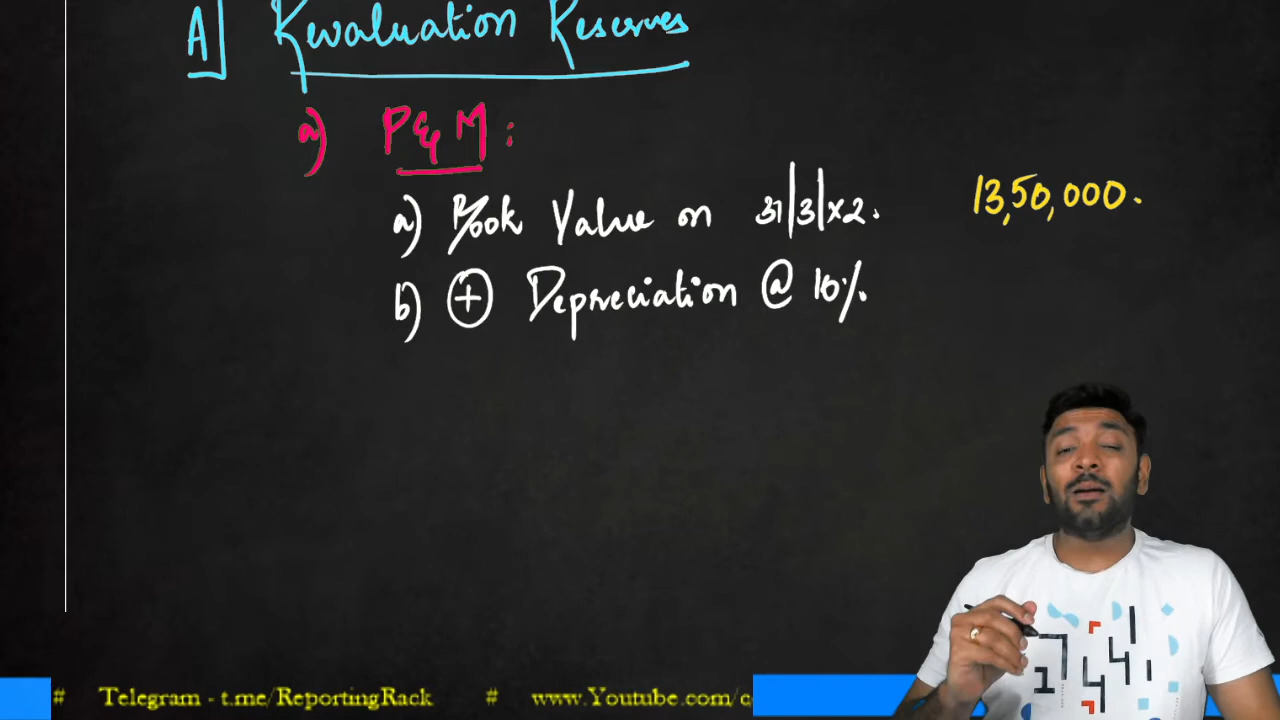 A] Revaluation Reserves
a) P & M :
a) Book Value on 31/3/x2. 13,50,000.
b) + Depreciation @ 10%
# Telegram - t.me/ReportingRack # www.Youtube.com/c